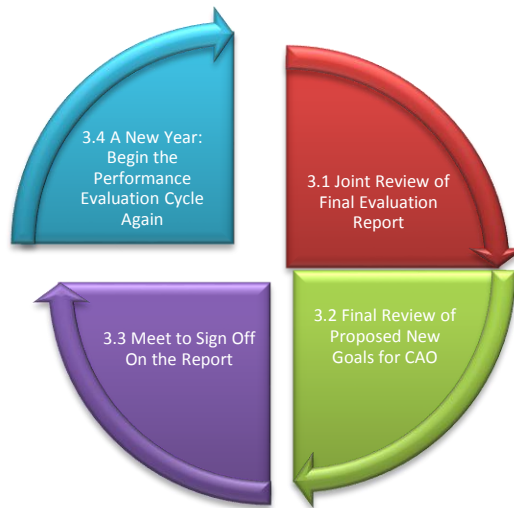 3.4 A New Year:
Begin the
Performance
Evaluation Cycle
Again
3.1 Joint Review of
Final Evaluation
Report
3.2 Final Review of
Proposed New
Goals for CAO
3.3 Meet to Sign Off
On the Report